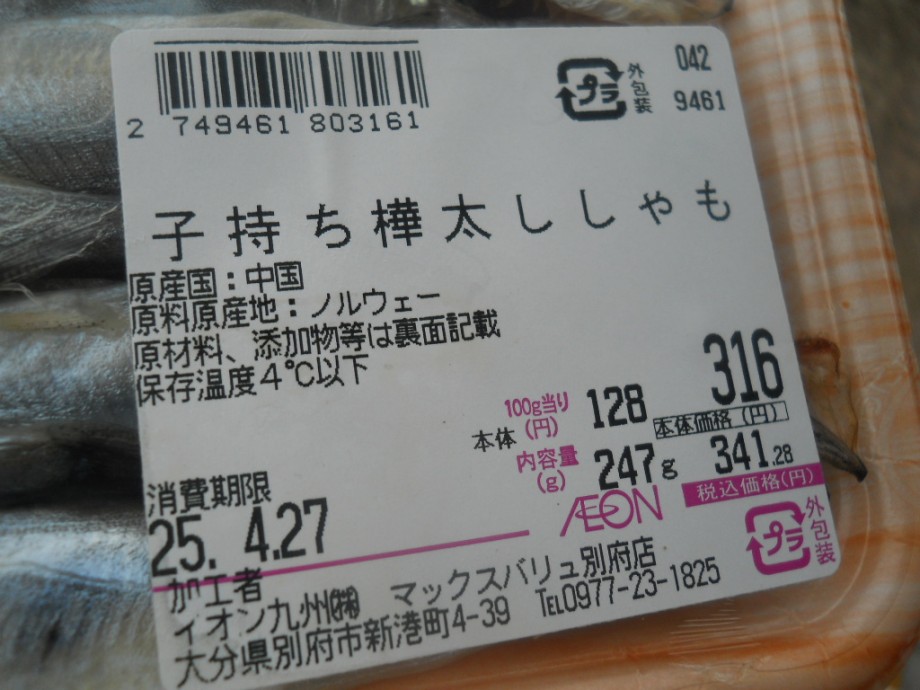 042
9461
プラ
外包装
2 749461 803161
子持ち樺太ししゃも
原産国：中国
原料原産地：ノルウェー
原材料、添加物等は裏面記載
保存温度4℃以下
316
本体価格（円）
本体
100g当り(円)
128
内容量(g)
247g
341.28
税込価格(円)
消費期限
25. 4.27
ÆON
プラ
外包装
加工者
イオン九州㈱ マックスバリュ別府店
大分県別府市新港町4-39 TEL0977-23-1825